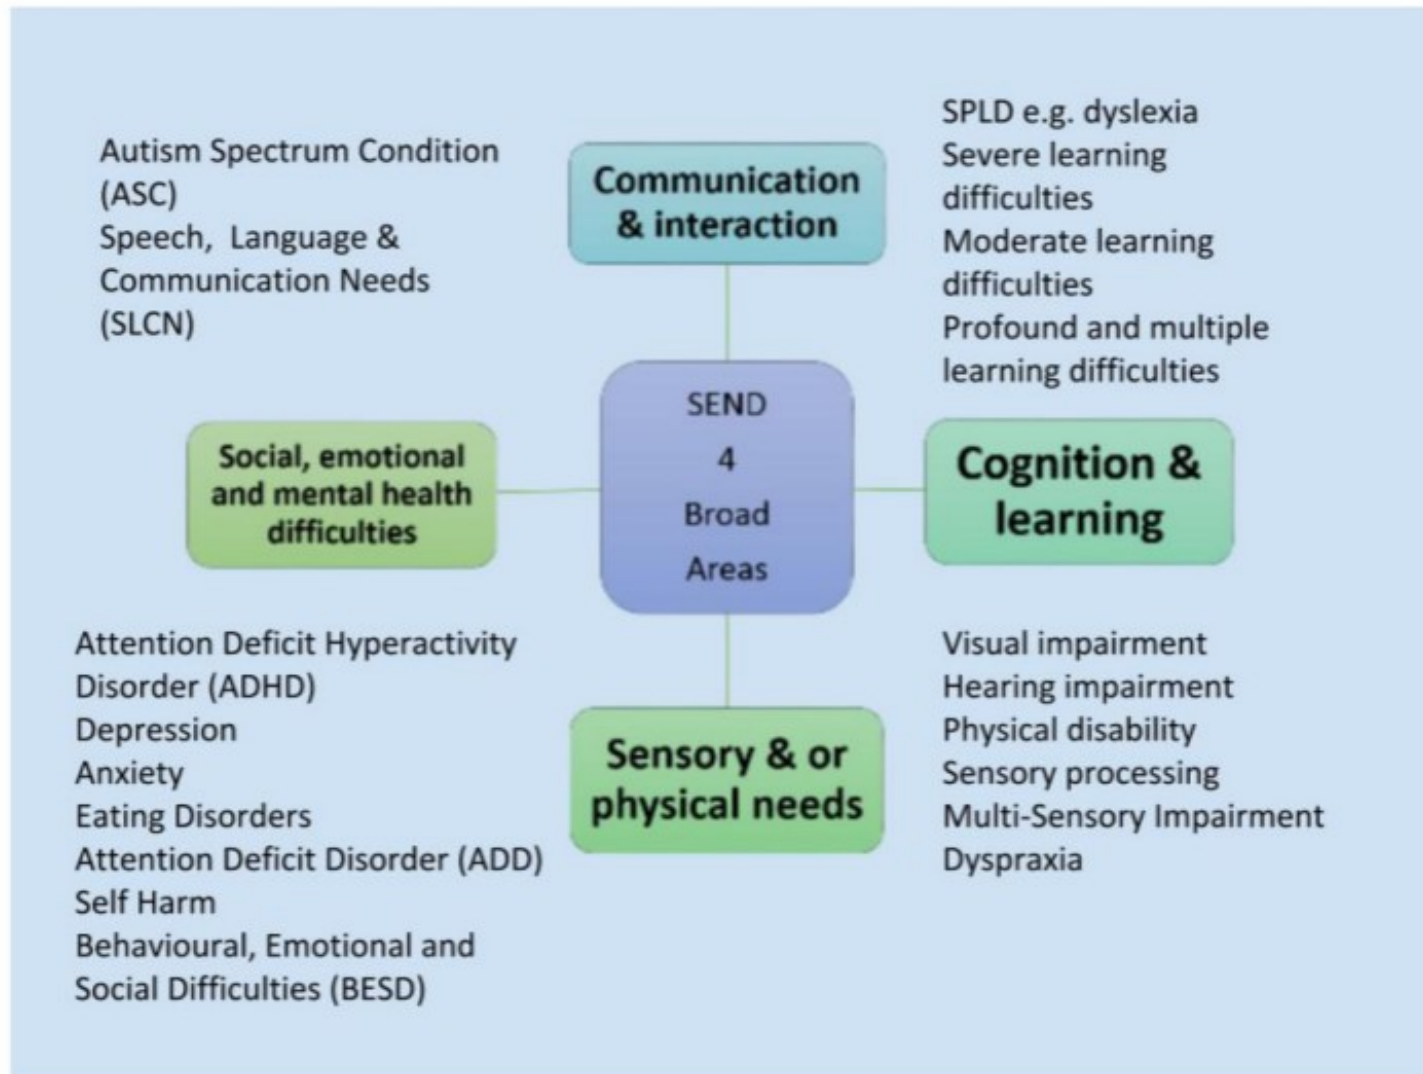 Autism Spectrum Condition
(ASC)
Speech, Language &
Communication Needs
(SLCN)
Communication
& interaction
SPLD e.g. dyslexia
Severe learning
difficulties
Moderate learning
difficulties
Profound and multiple
learning difficulties
Social, emotional
and mental health
difficulties
SEND
4
Broad
Areas
Cognition &
learning
Attention Deficit Hyperactivity
Disorder (ADHD)
Depression
Anxiety
Eating Disorders
Attention Deficit Disorder (ADD)
Self Harm
Behavioural, Emotional and
Social Difficulties (BESD)
Sensory & or
physical needs
Visual impairment
Hearing impairment
Physical disability
Sensory processing
Multi-Sensory Impairment
Dyspraxia